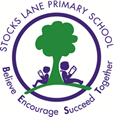 STOCKS LANE PRIMARY SCHOOL
Believe Encourage Succeed Together